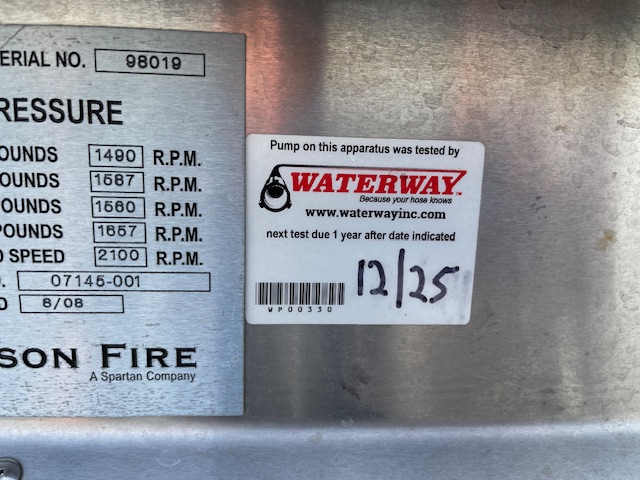 ERIAL NO. 98019
RESSURE
OUNDS 1490 R.P.M.
OUNDS 1587 R.P.M.
OUNDS 1560 R.P.M.
POUNDS 1657 R.P.M.
D SPEED 2100 R.P.M.
O. 07145-001
D 8/08
SON FIRE
A Spartan Company
Pump on this apparatus was tested by
WATERWAY™
Because your hose knows
www.waterwayinc.com
next test due 1 year after date indicated
12/25
WP00330